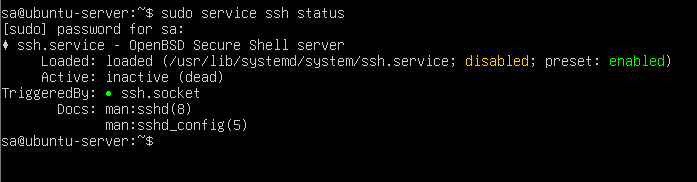 sa@ubuntu-server:~$ sudo service ssh status
[sudo] password for sa:
♦ ssh.service - OpenBSD Secure Shell server
Loaded: loaded (/usr/lib/systemd/system/ssh.service; disabled; preset: enabled)
Active: inactive (dead)
TriggeredBy: ● ssh.socket
Docs: man:sshd(8)
man:sshd_config(5)
sa@ubuntu-server:~$